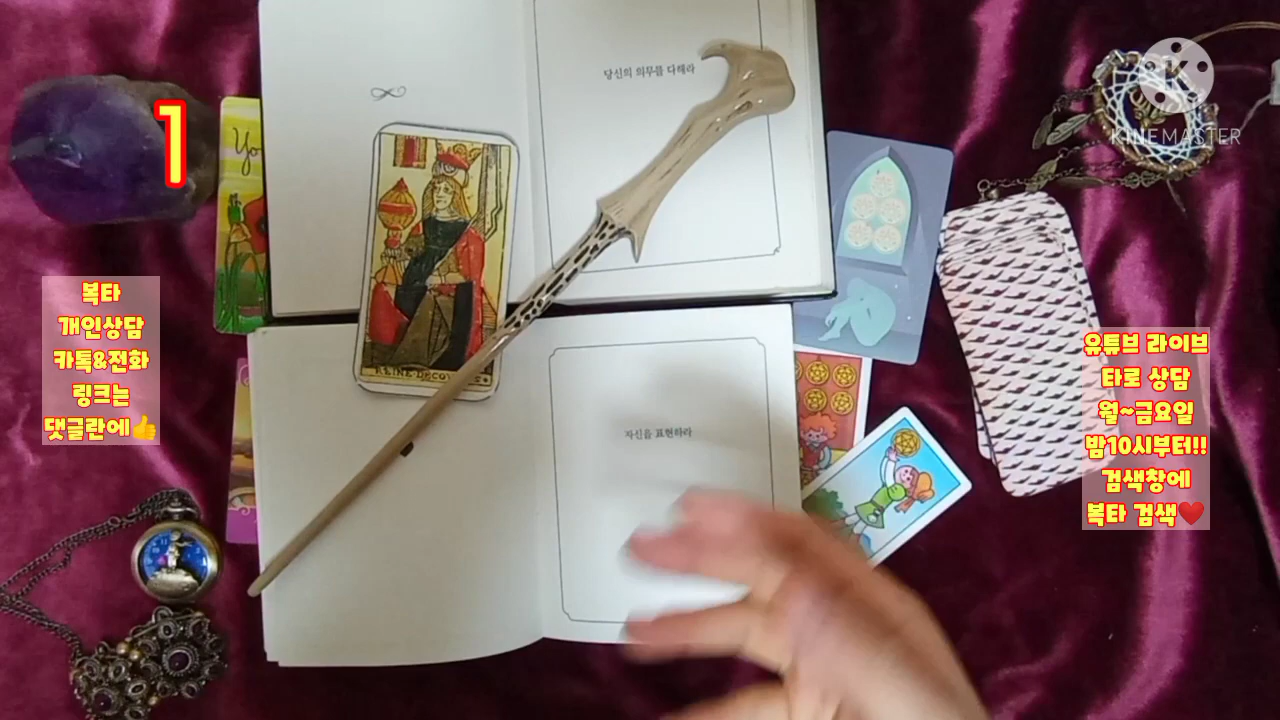 1
Yo
당신의 의무를 다해라
KINEMASTER
복타
개인상담
카톡&전화
링크는
댓글란에👍
유튜브 라이브
타로 상담
월~금요일
밤10시부터!!
검색창에
복타 검색❤️
자신을 표현하라